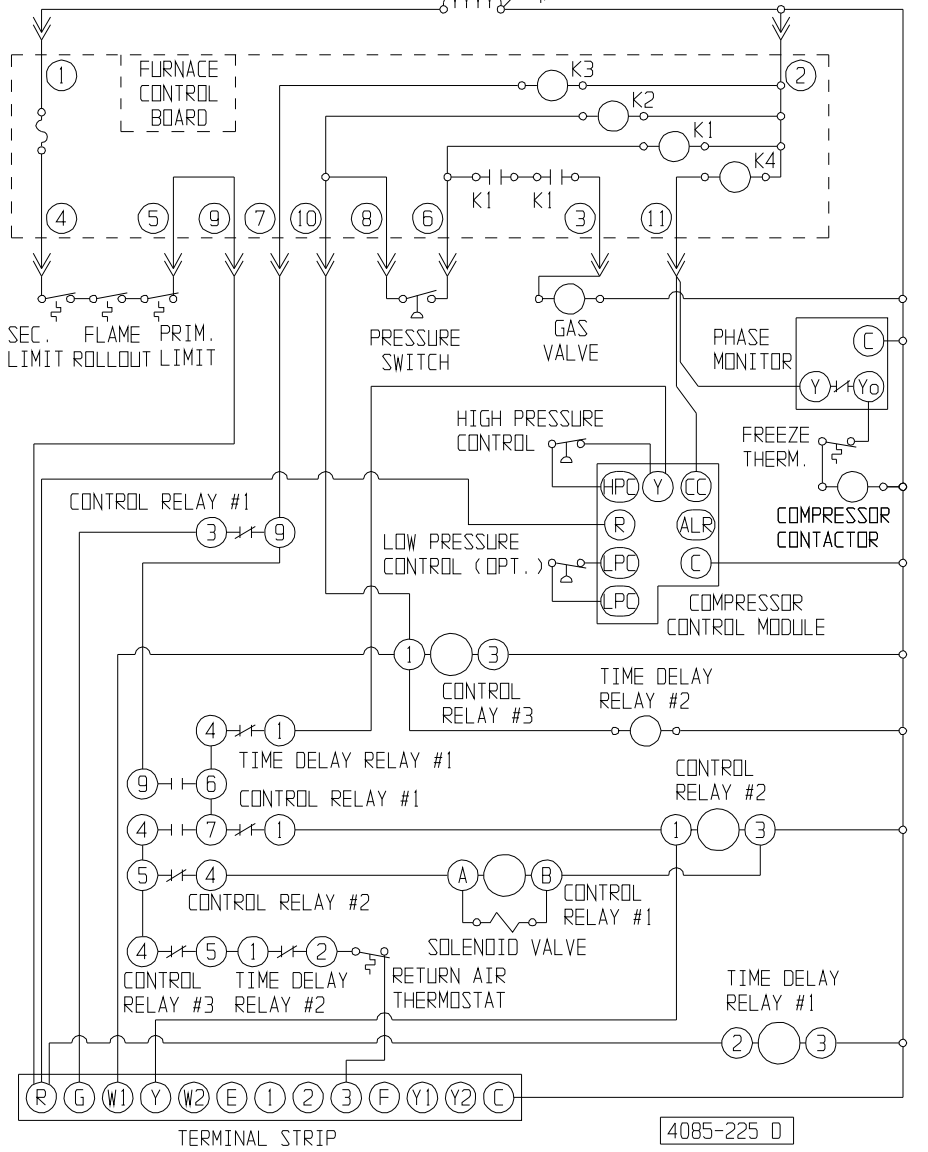 1
FURNACE
CONTROL
BOARD
K3
2
K2
K1
K4
K1 K1
4 5 9 7 10 8 6 3 11
SEC.
LIMIT
FLAME
ROLLOUT
PRIM.
LIMIT
PRESSURE
SWITCH
GAS
VALVE
PHASE
MONITOR
C
Y Yo
HIGH PRESSURE
CONTROL
FREEZE
THERM.
HPC Y CC
CONTROL RELAY #1
3 9
R ALR
COMPRESSOR
CONTACTOR
LOW PRESSURE
CONTROL (OPT.)
LPC C
LPC
COMPRESSOR
CONTROL MODULE
1 3
CONTROL
RELAY #3
TIME DELAY
RELAY #2
4 1
TIME DELAY RELAY #1
9 6
CONTROL RELAY #1
CONTROL
RELAY #2
4 7 1 1 3
5 4 A B
CONTROL RELAY #2
CONTROL
RELAY #1
SOLENOID VALVE
4 5 1 2
CONTROL
RELAY #3
TIME DELAY
RELAY #2
RETURN AIR
THERMOSTAT
TIME DELAY
RELAY #1
2 3
R G W1 Y W2 E 1 2 3 F Y1 Y2 C
TERMINAL STRIP
4085-225 D